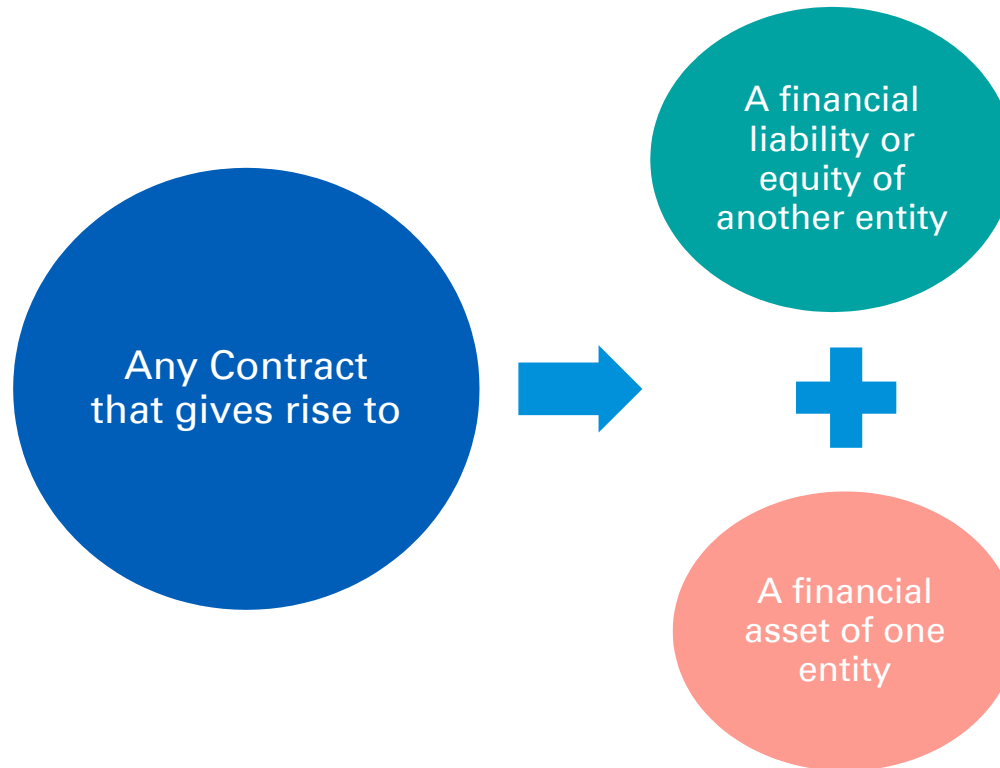 Any Contract
that gives rise to
A financial
liability or
equity of
another entity
A financial
asset of one
entity